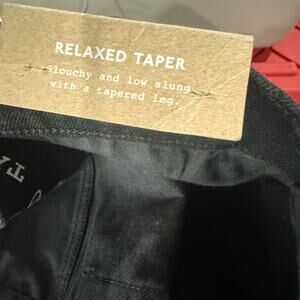 RELAXED TAPER
Slouchy and low slung
with a tapered leg.